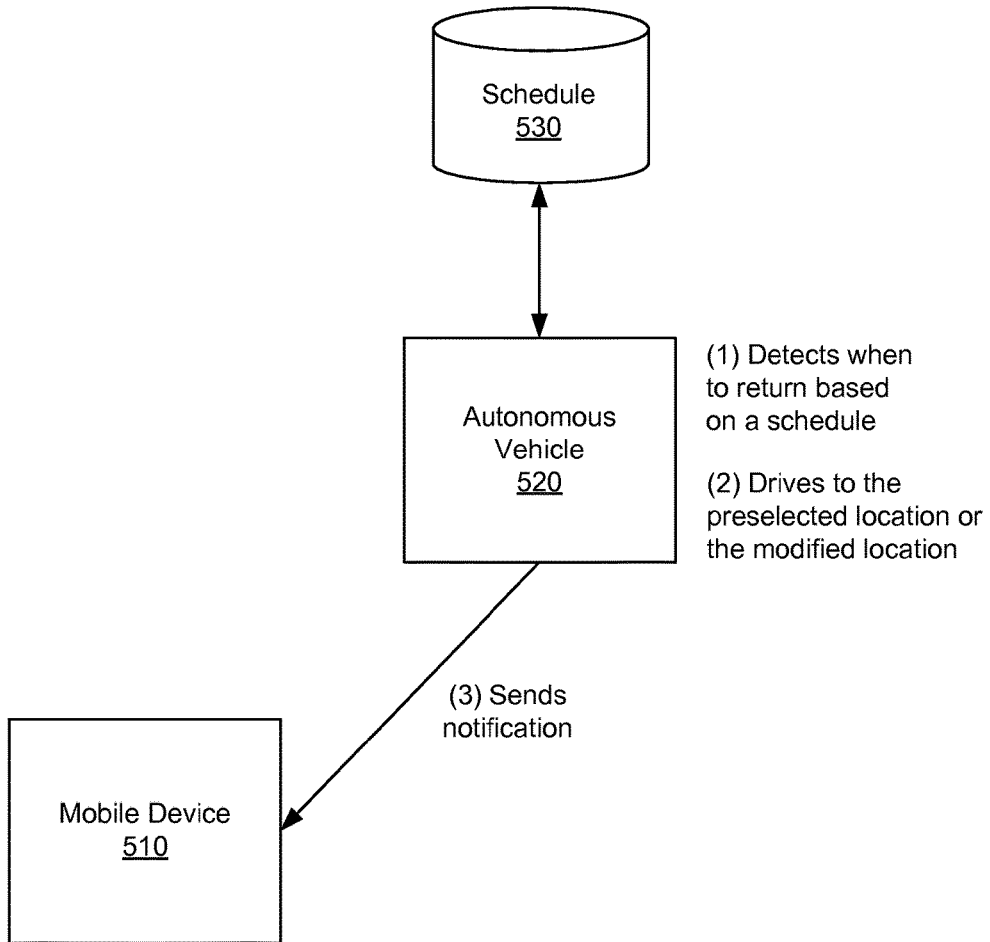 Schedule
530
(1) Detects when
to return based
on a schedule
Autonomous
Vehicle
520
(2) Drives to the
preselected location or
the modified location
(3) Sends
notification
Mobile Device
510